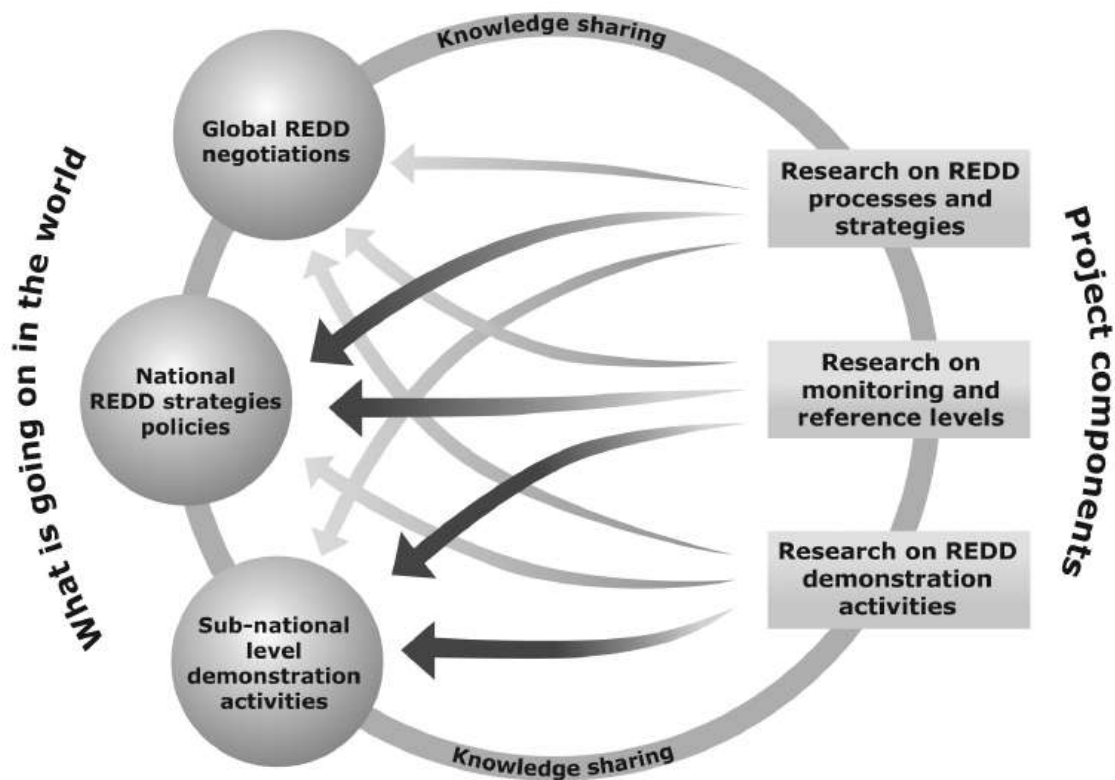 Knowledge sharing
What is going on in the world
Global REDD
negotiations
National
REDD strategies
policies
Sub-national
level
demonstration
activities
Research on REDD
processes and
strategies
Research on
monitoring and
reference levels
Research on REDD
demonstration
activities
Project components
Knowledge sharing